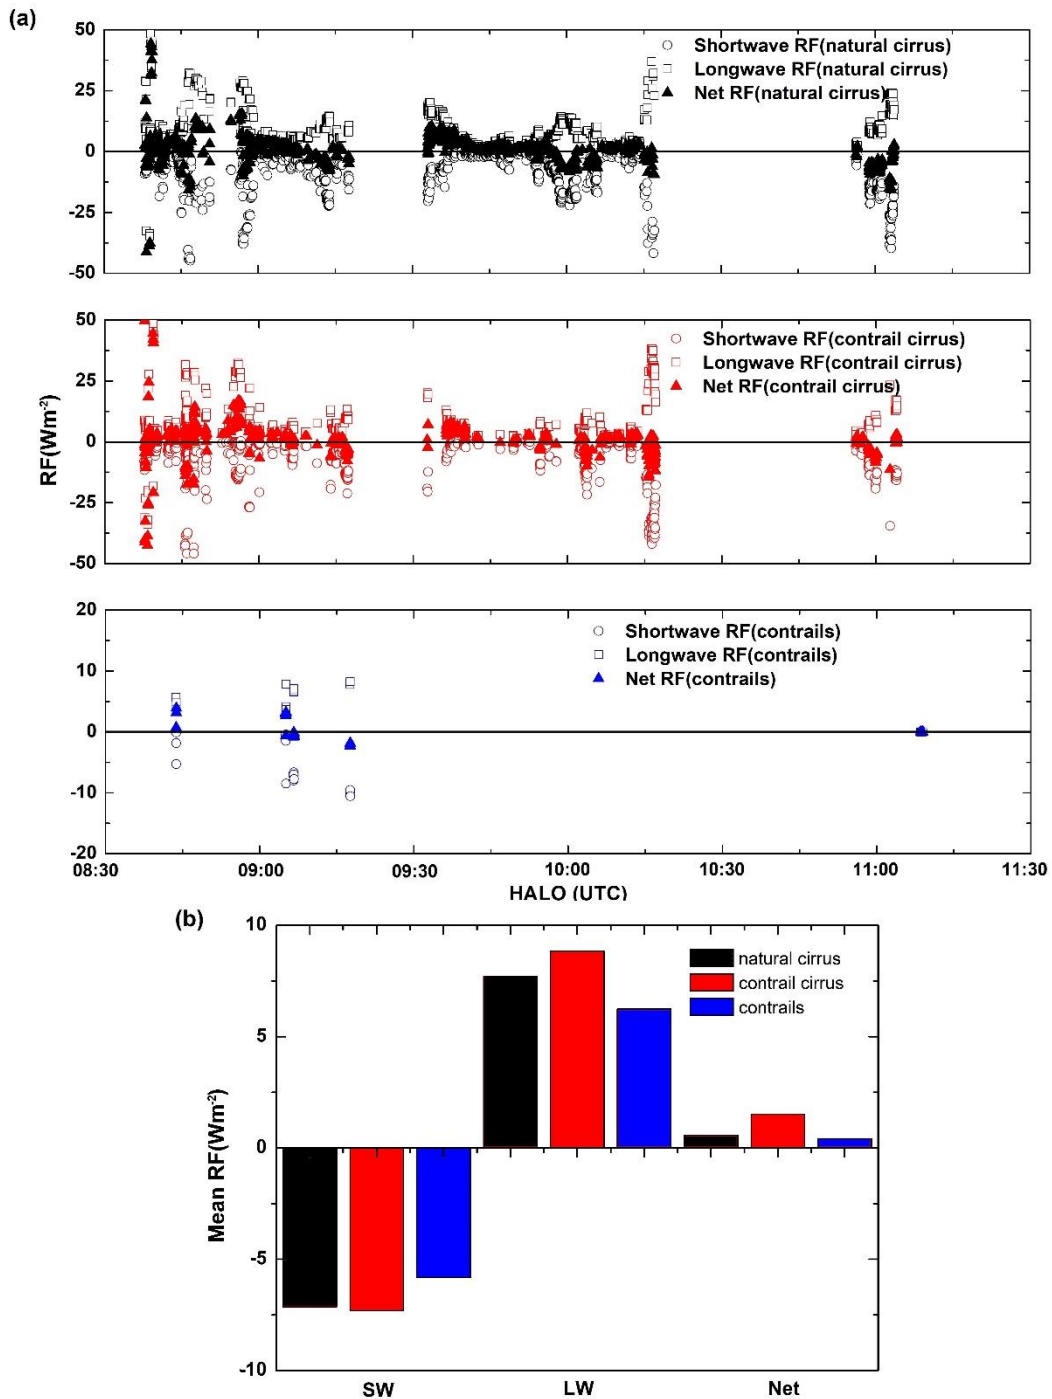 (a)
50
25
0
-25
-50
Shortwave RF(natural cirrus)
Longwave RF(natural cirrus)
Net RF(natural cirrus)
RF(Wm-2)
50
25
0
-25
-50
Shortwave RF(contrail cirrus)
Longwave RF(contrail cirrus)
Net RF(contrail cirrus)
20
10
0
-10
-20
Shortwave RF(contrails)
Longwave RF(contrails)
Net RF(contrails)
08:30 09:00 09:30 10:00 10:30 11:00 11:30
HALO (UTC)
(b)
10
5
0
-5
-10
Mean RF(Wm-2)
natural cirrus
contrail cirrus
contrails
SW LW Net